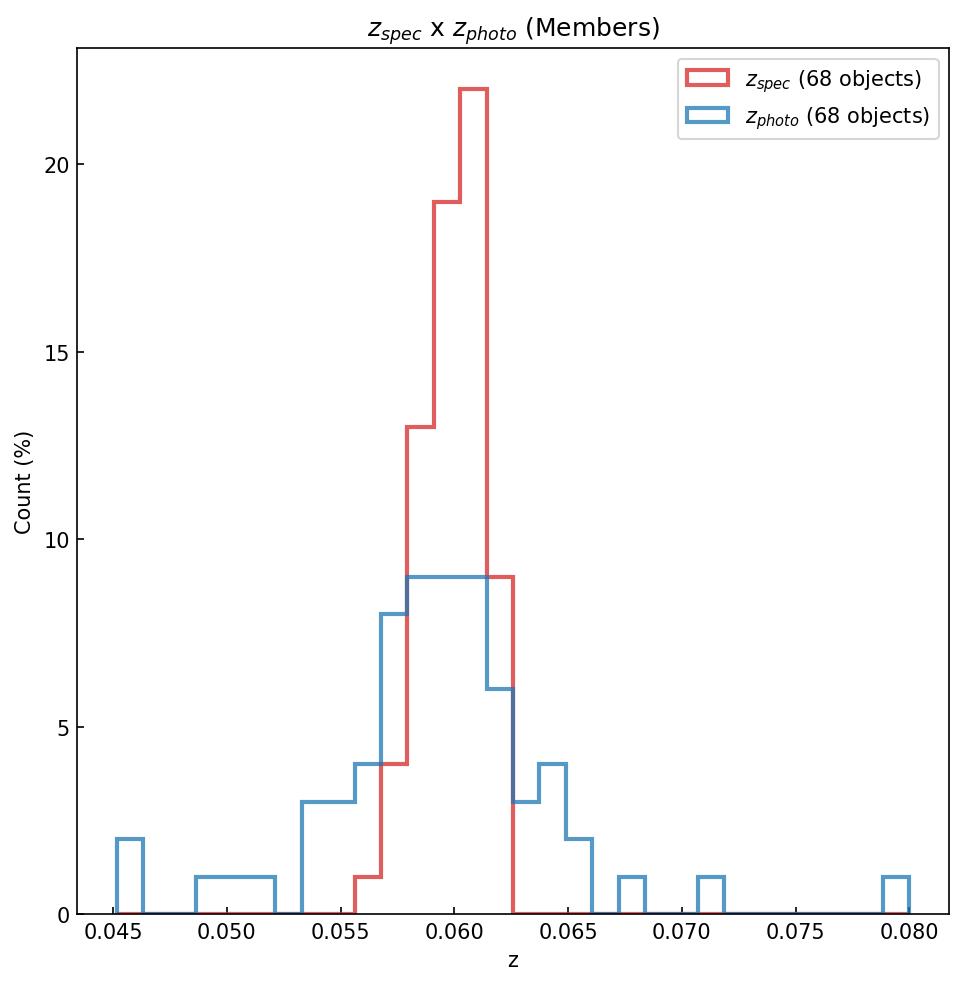 z_spec x z_photo (Members)
z_spec (68 objects)
z_photo (68 objects)
Count (%)
20
15
10
5
0
0.045 0.050 0.055 0.060 0.065 0.070 0.075 0.080
z